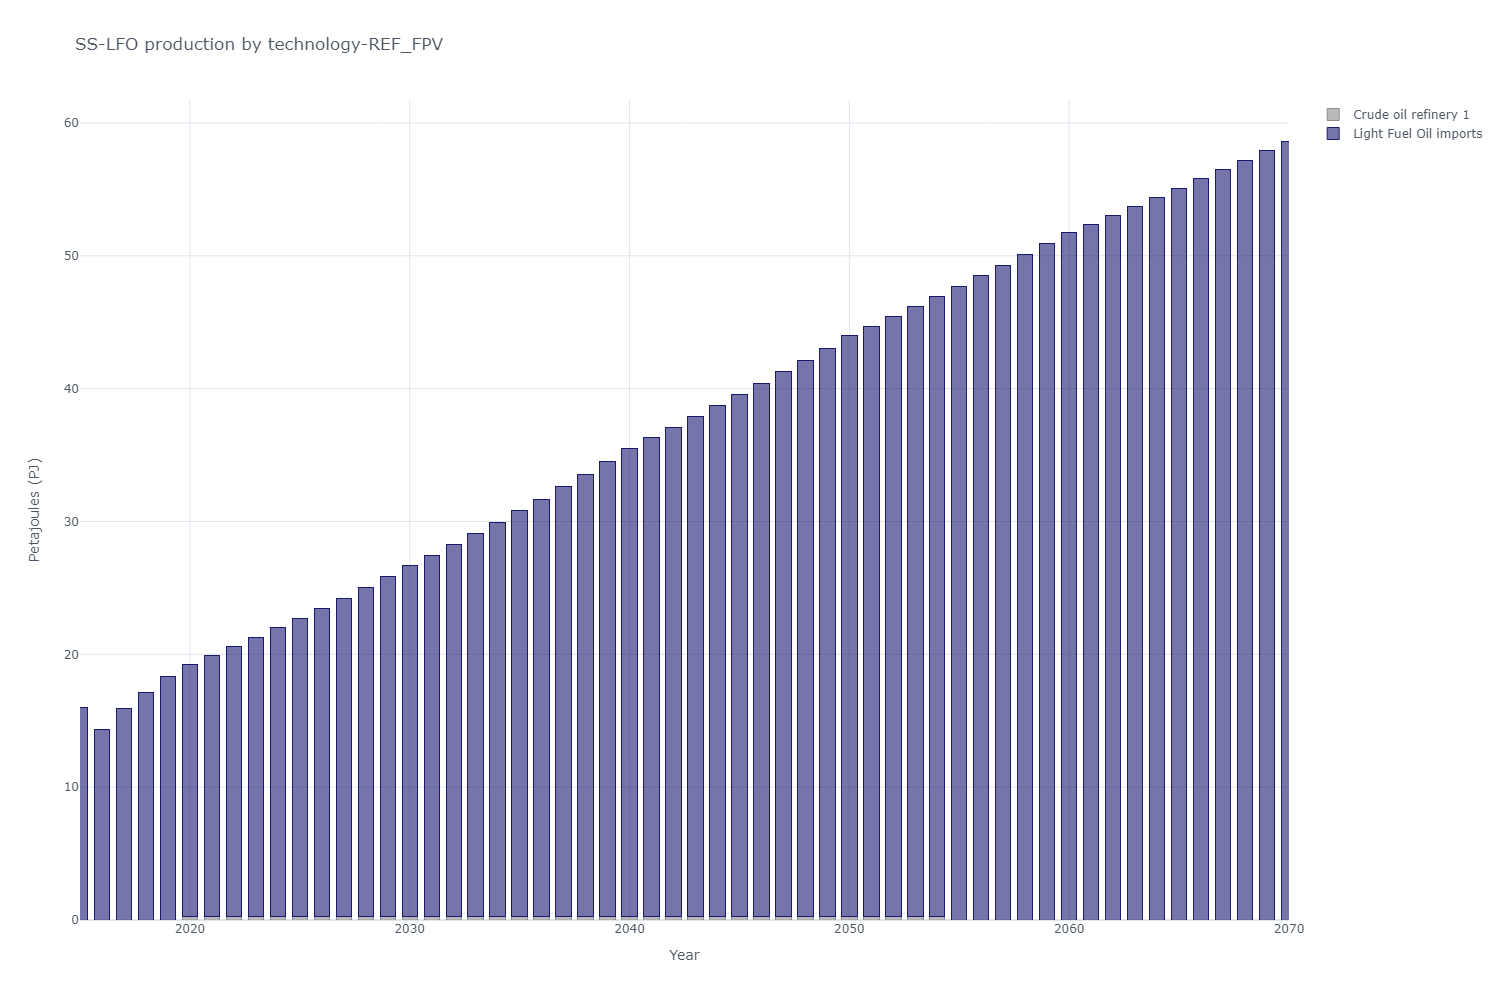 SS-LFO production by technology-REF_FPV
Crude oil refinery 1
Light Fuel Oil imports
60
50
40
30
20
10
0
Petajoules (PJ)
2020
2030
2040
2050
2060
2070
Year